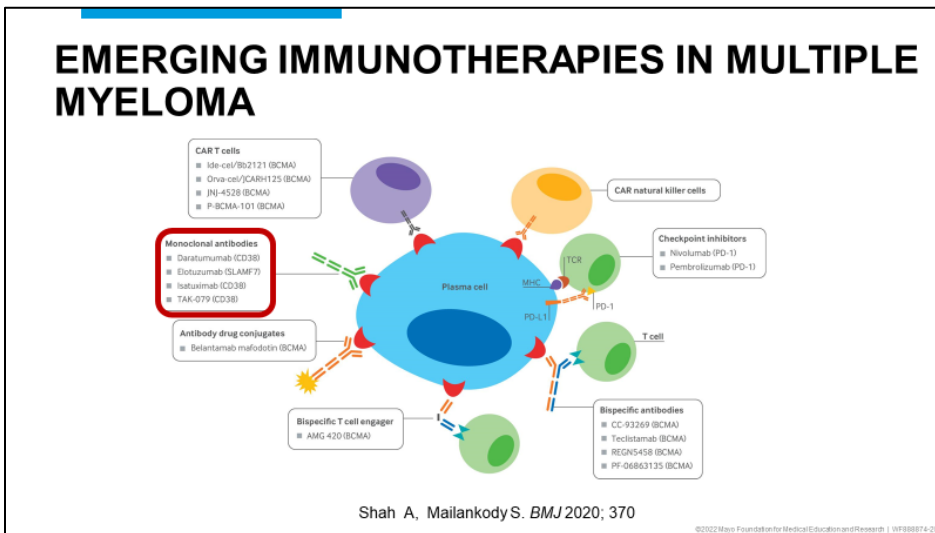 EMERGING IMMUNOTHERAPIES IN MULTIPLE
MYELOMA
CAR T cells
Ide-cel/Bb2121 (BCMA)
Orva-cel/JCARH125 (BCMA)
JNJ-4528 (BCMA)
P-BCMA-101 (BCMA)
CAR natural killer cells
Monoclonal antibodies
Daratumumab (CD38)
Elotuzumab (SLAMF7)
Isatuximab (CD38)
TAK-079 (CD38)
Checkpoint inhibitors
Nivolumab (PD-1)
Pembrolizumab (PD-1)
TCR
MHC
Plasma cell
PD-L1
PD-1
Antibody drug conjugates
Belantamab mafodotin (BCMA)
T cell
Bispecific T cell engager
AMG 420 (BCMA)
Bispecific antibodies
CC-93269 (BCMA)
Teclistamab (BCMA)
REGN5458 (BCMA)
PF-06863135 (BCMA)
Shah A, Mailankody S. BMJ 2020; 370
©2022 Mayo Foundation for Medical Education and Research | WF888874-